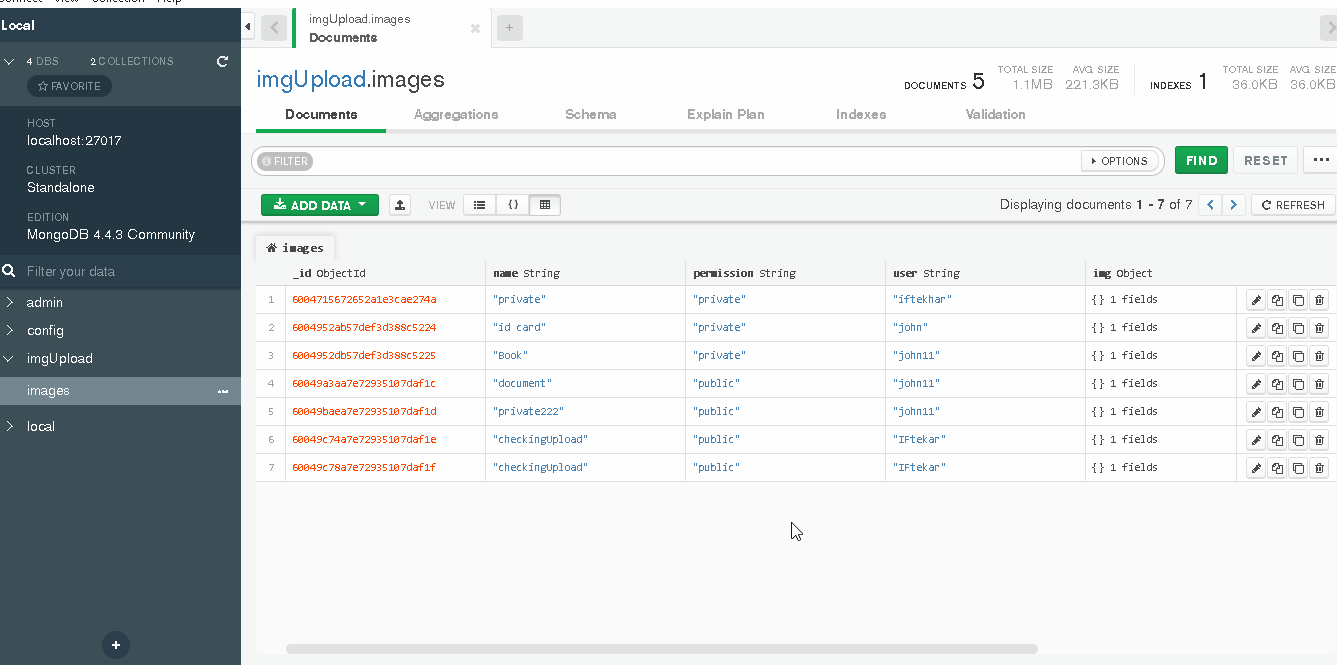 Connect View Collection Help
Local
4 DBS 2 COLLECTIONS
FAVORITE
HOST
localhost:27017
CLUSTER
Standalone
EDITION
MongoDB 4.4.3 Community
Filter your data
admin
config
imgUpload
images
local
imgUpload.images
Documents
imgUpload.images
DOCUMENTS 5 TOTAL SIZE 1.1MB AVG. SIZE 221.3KB INDEXES 1 TOTAL SIZE 36.0KB AVG. SIZE 36.0KB
Documents Aggregations Schema Explain Plan Indexes Validation
FILTER OPTIONS FIND RESET
ADD DATA VIEW {} Displaying documents 1 - 7 of 7 REFRESH
images
_id ObjectId name String permission String user String img Object
1 6004715672652a1e3cae274a "private" "private" "iftekhar" {} 1 fields
2 6004952ab57def3d388c5224 "id card" "private" "john" {} 1 fields
3 6004952db57def3d388c5225 "Book" "private" "john11" {} 1 fields
4 60049a3aa7e72935107daf1c "document" "public" "john11" {} 1 fields
5 60049baea7e72935107daf1d "private222" "public" "john11" {} 1 fields
6 60049c74a7e72935107daf1e "checkingUpload" "public" "IFtekar" {} 1 fields
7 60049c78a7e72935107daf1f "checkingUpload" "public" "IFtekar" {} 1 fields